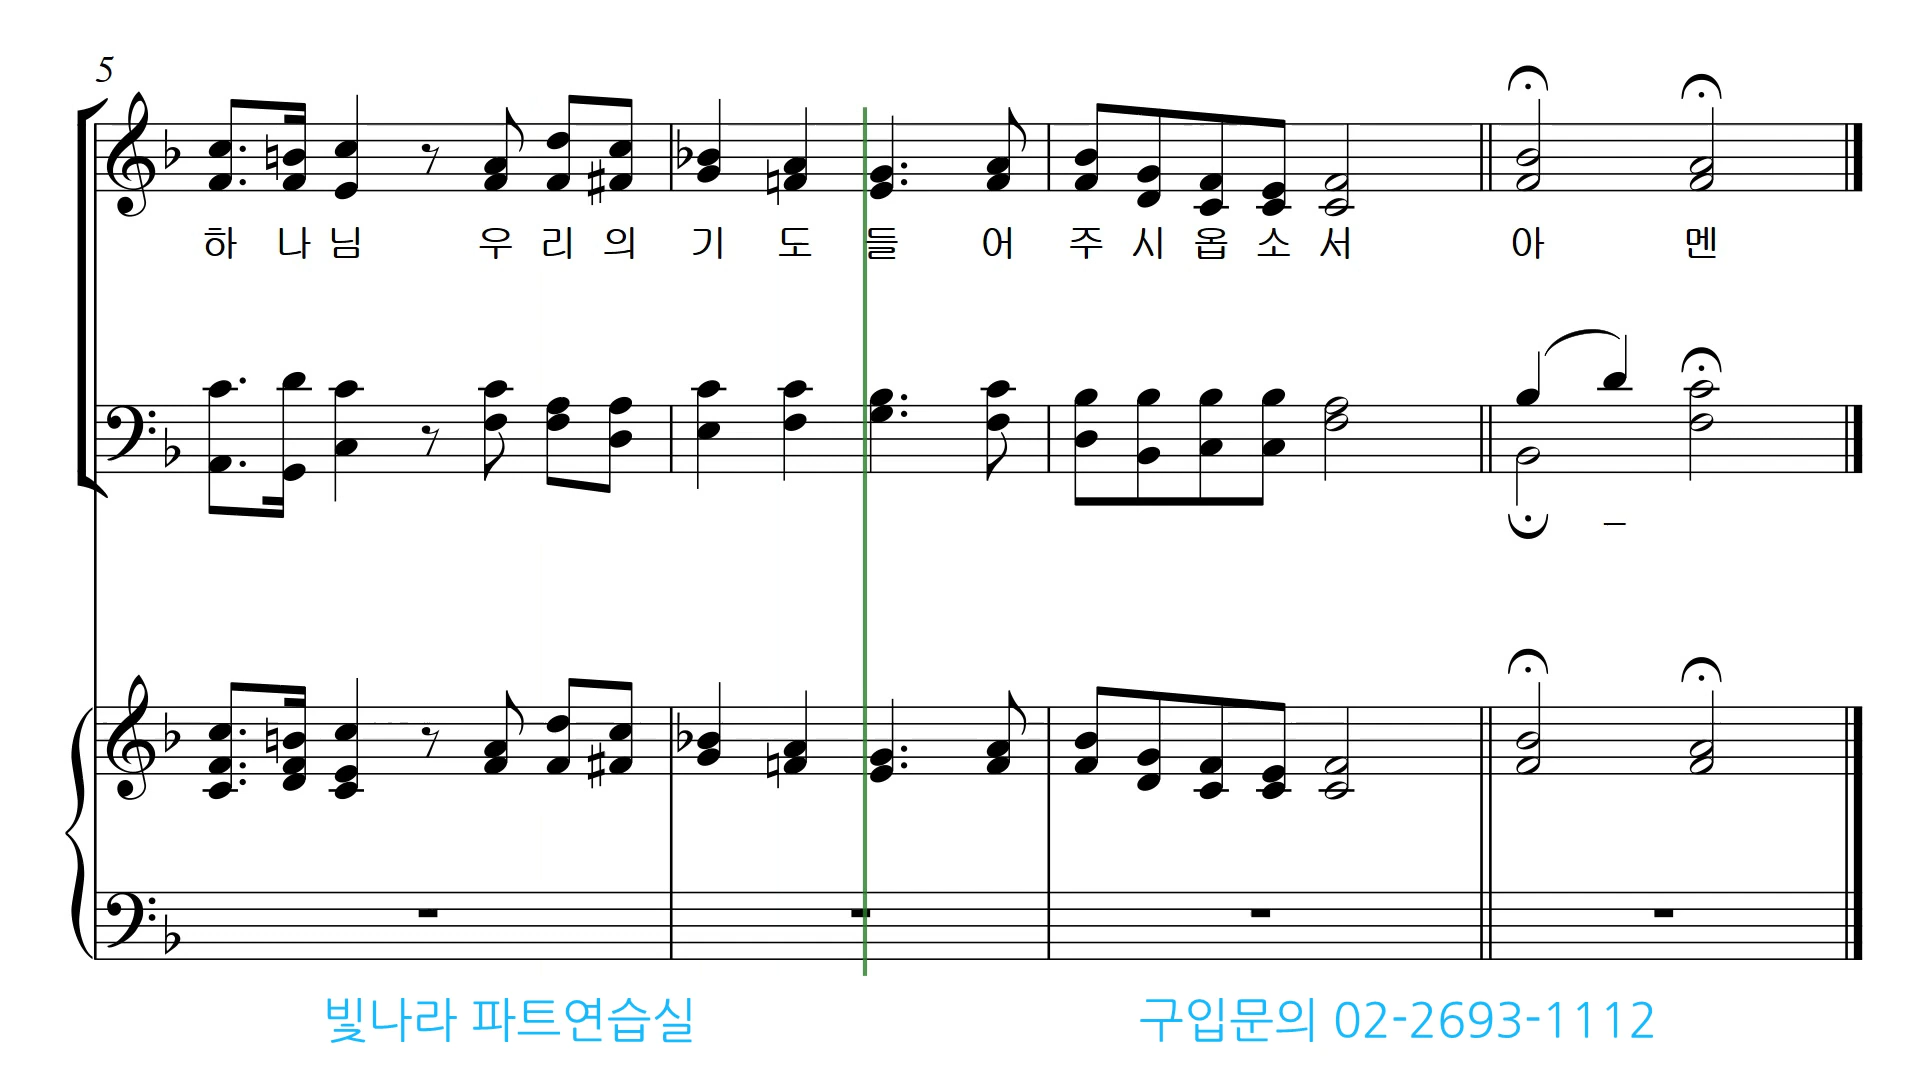 5
하 나 님 우 리 의 기 도 들 어 주 시 옵 소 서 아 멘
빛나라 파트연습실 구입문의 02-2693-1112